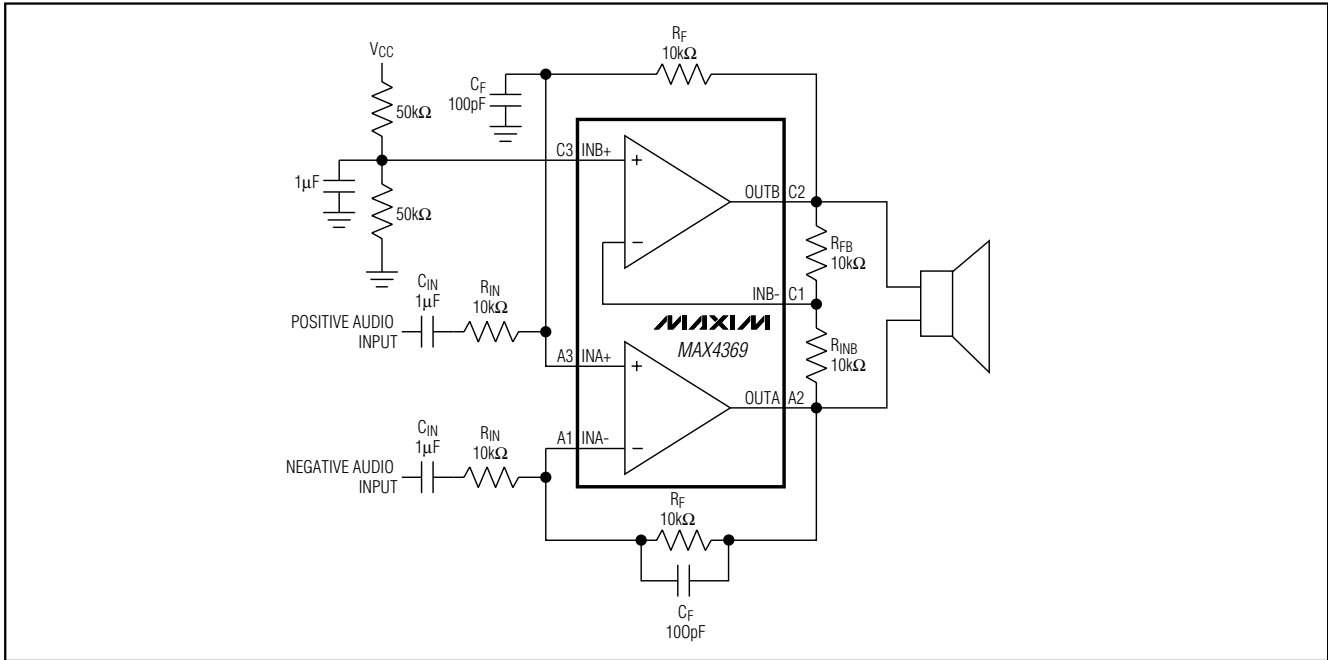 VCC
50kΩ
1µF
50kΩ
CF
100pF
RF
10kΩ
C3 INB+
+
−
OUTB C2
RFB
10kΩ
INB- C1
MAXIM
MAX4369
RINB
10kΩ
CIN
1µF
RIN
10kΩ
POSITIVE AUDIO
INPUT
A3 INA+
+
OUTA A2
CIN
1µF
RIN
10kΩ
A1 INA-
−
NEGATIVE AUDIO
INPUT
RF
10kΩ
CF
100pF